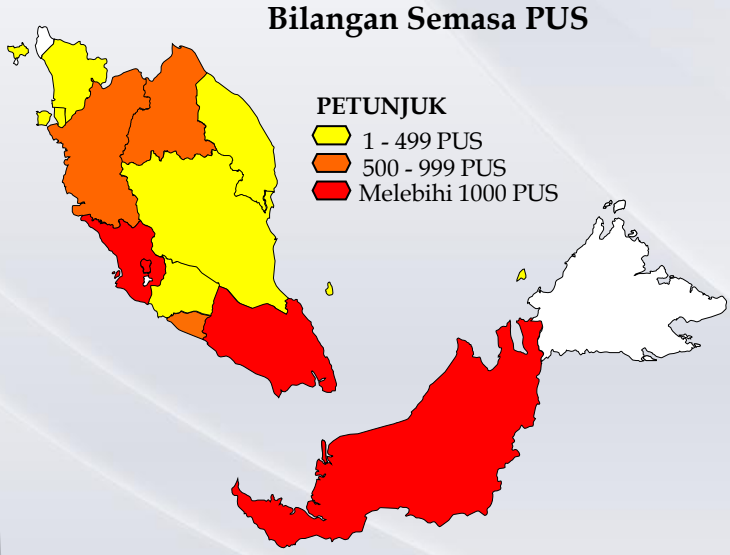 Bilangan Semasa PUS
PETUNJUK
1 - 499 PUS
500 - 999 PUS
Melebihi 1000 PUS